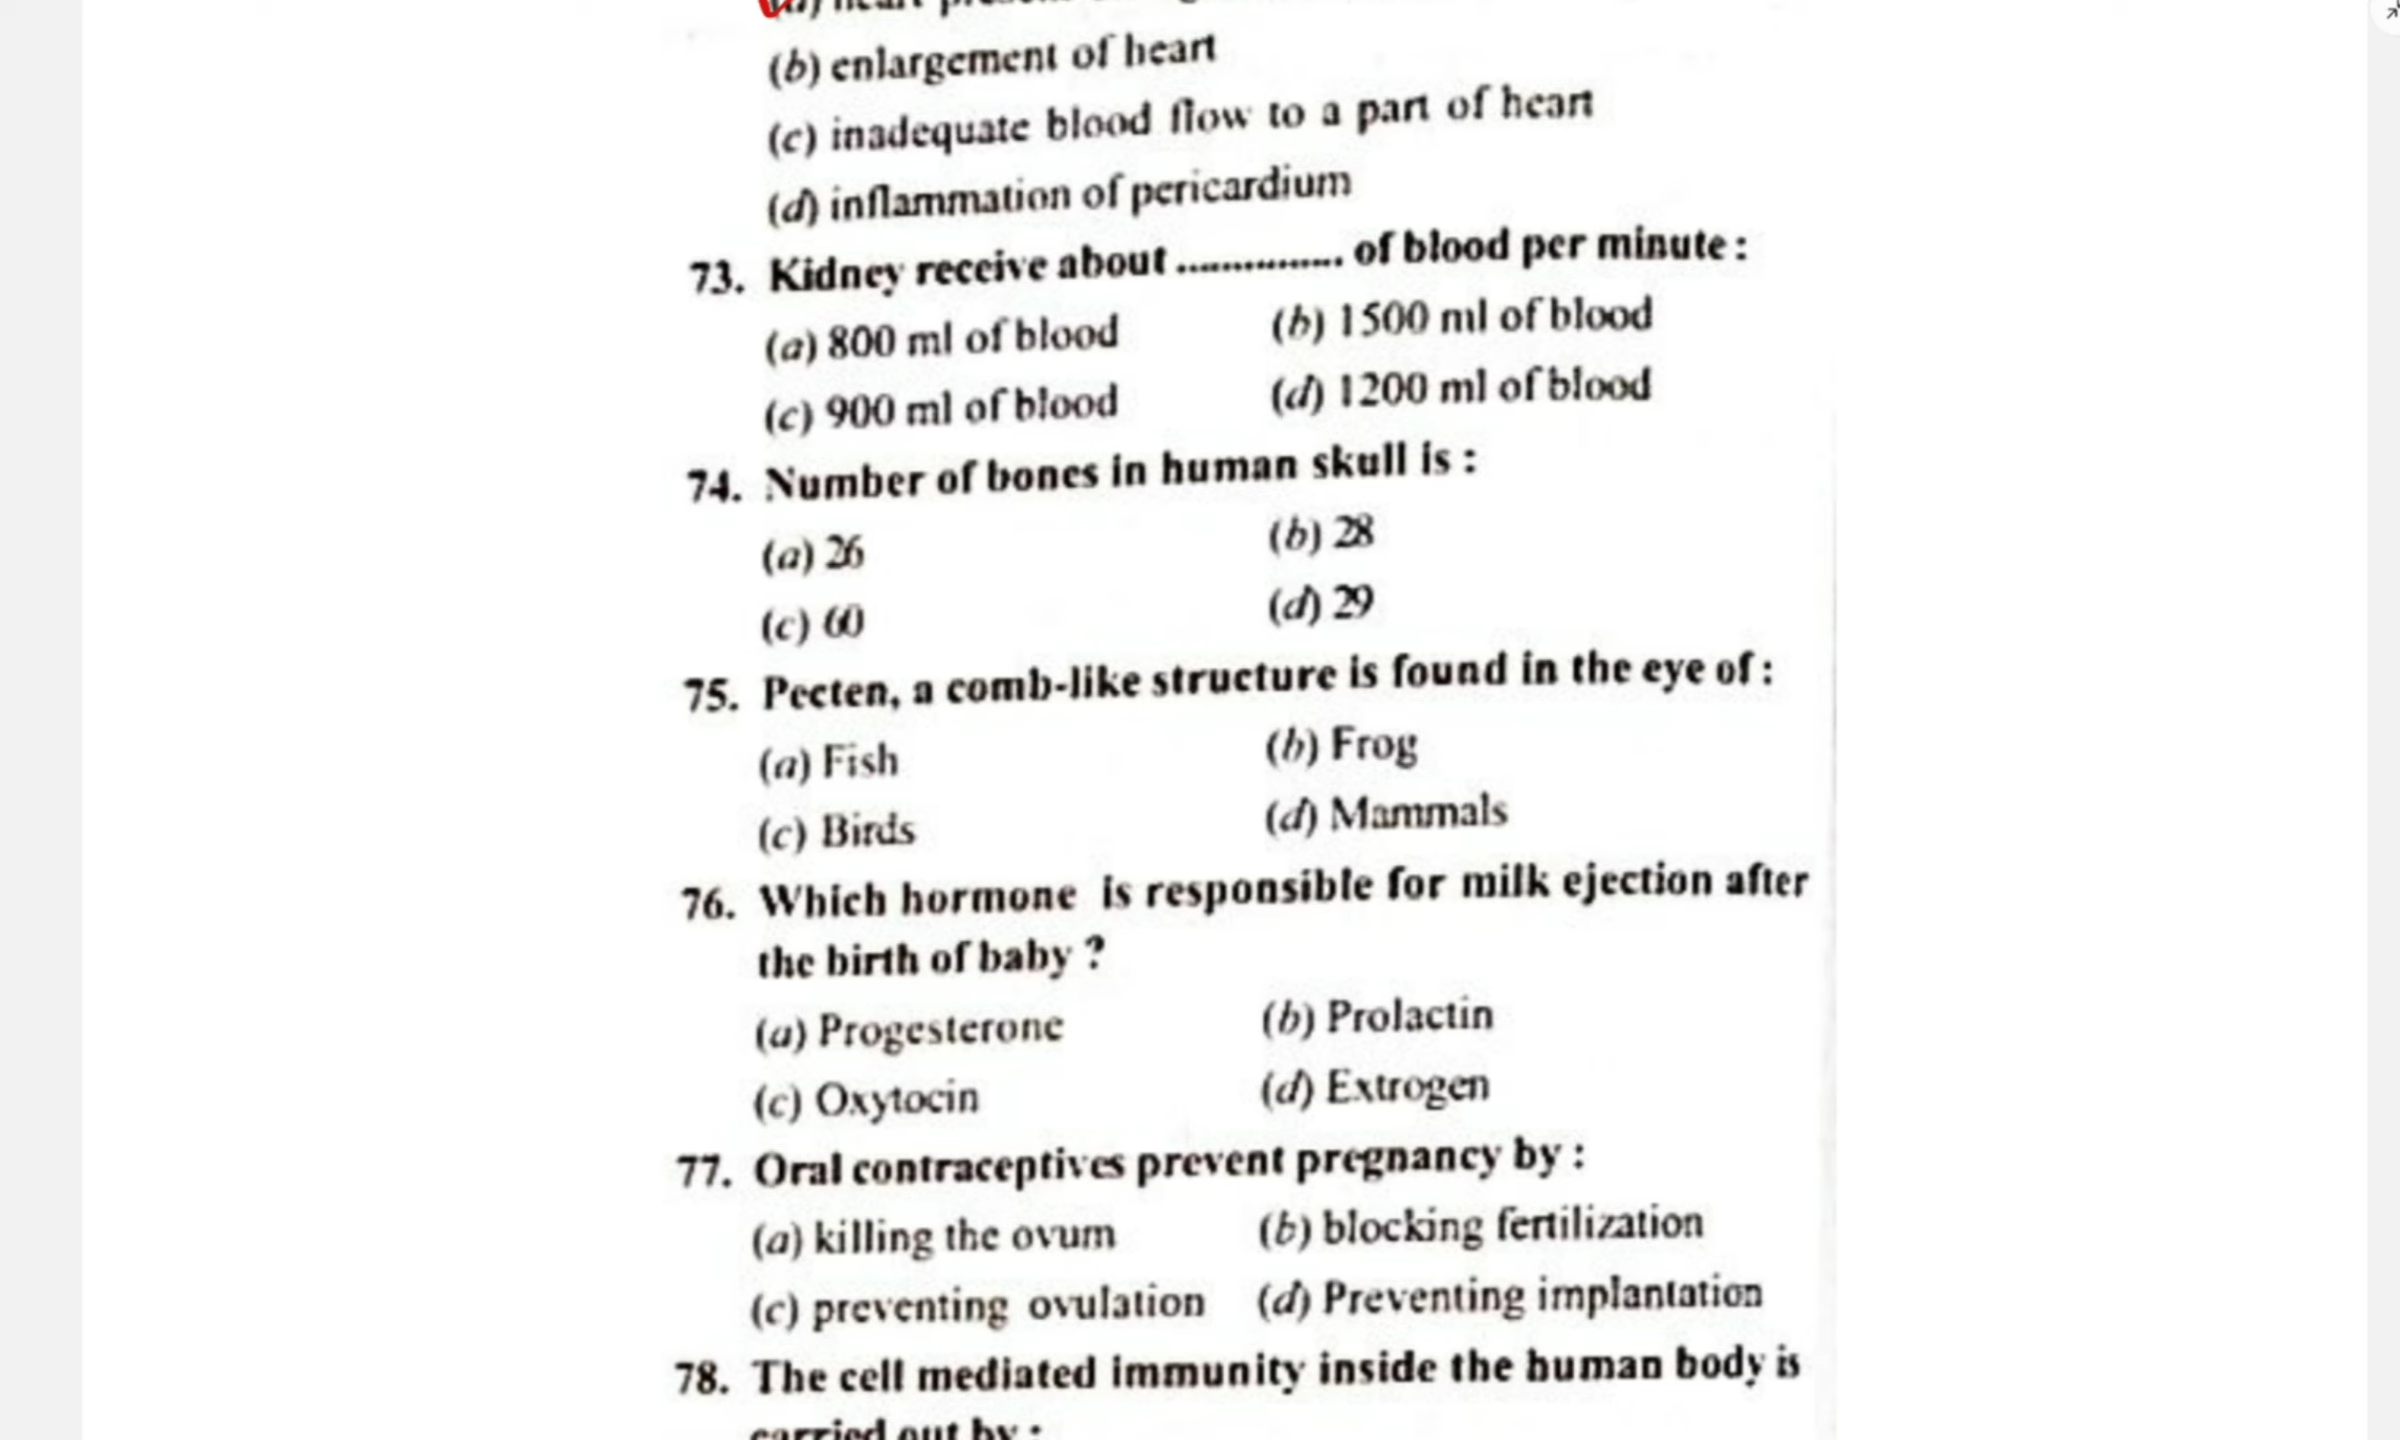 (b) enlargement of heart
(c) inadequate blood flow to a part of heart
(d) inflammation of pericardium
73. Kidney receive about ............... of blood per minute :
(a) 800 ml of blood (b) 1500 ml of blood
(c) 900 ml of blood (d) 1200 ml of blood
74. Number of bones in human skull is :
(a) 26 (b) 28
(c) 60 (d) 29
75. Pecten, a comb-like structure is found in the eye of :
(a) Fish (b) Frog
(c) Birds (d) Mammals
76. Which hormone is responsible for milk ejection after
the birth of baby ?
(a) Progesterone (b) Prolactin
(c) Oxytocin (d) Extrogen
77. Oral contraceptives prevent pregnancy by :
(a) killing the ovum (b) blocking fertilization
(c) preventing ovulation (d) Preventing implantation
78. The cell mediated immunity inside the human body is
carried out by :